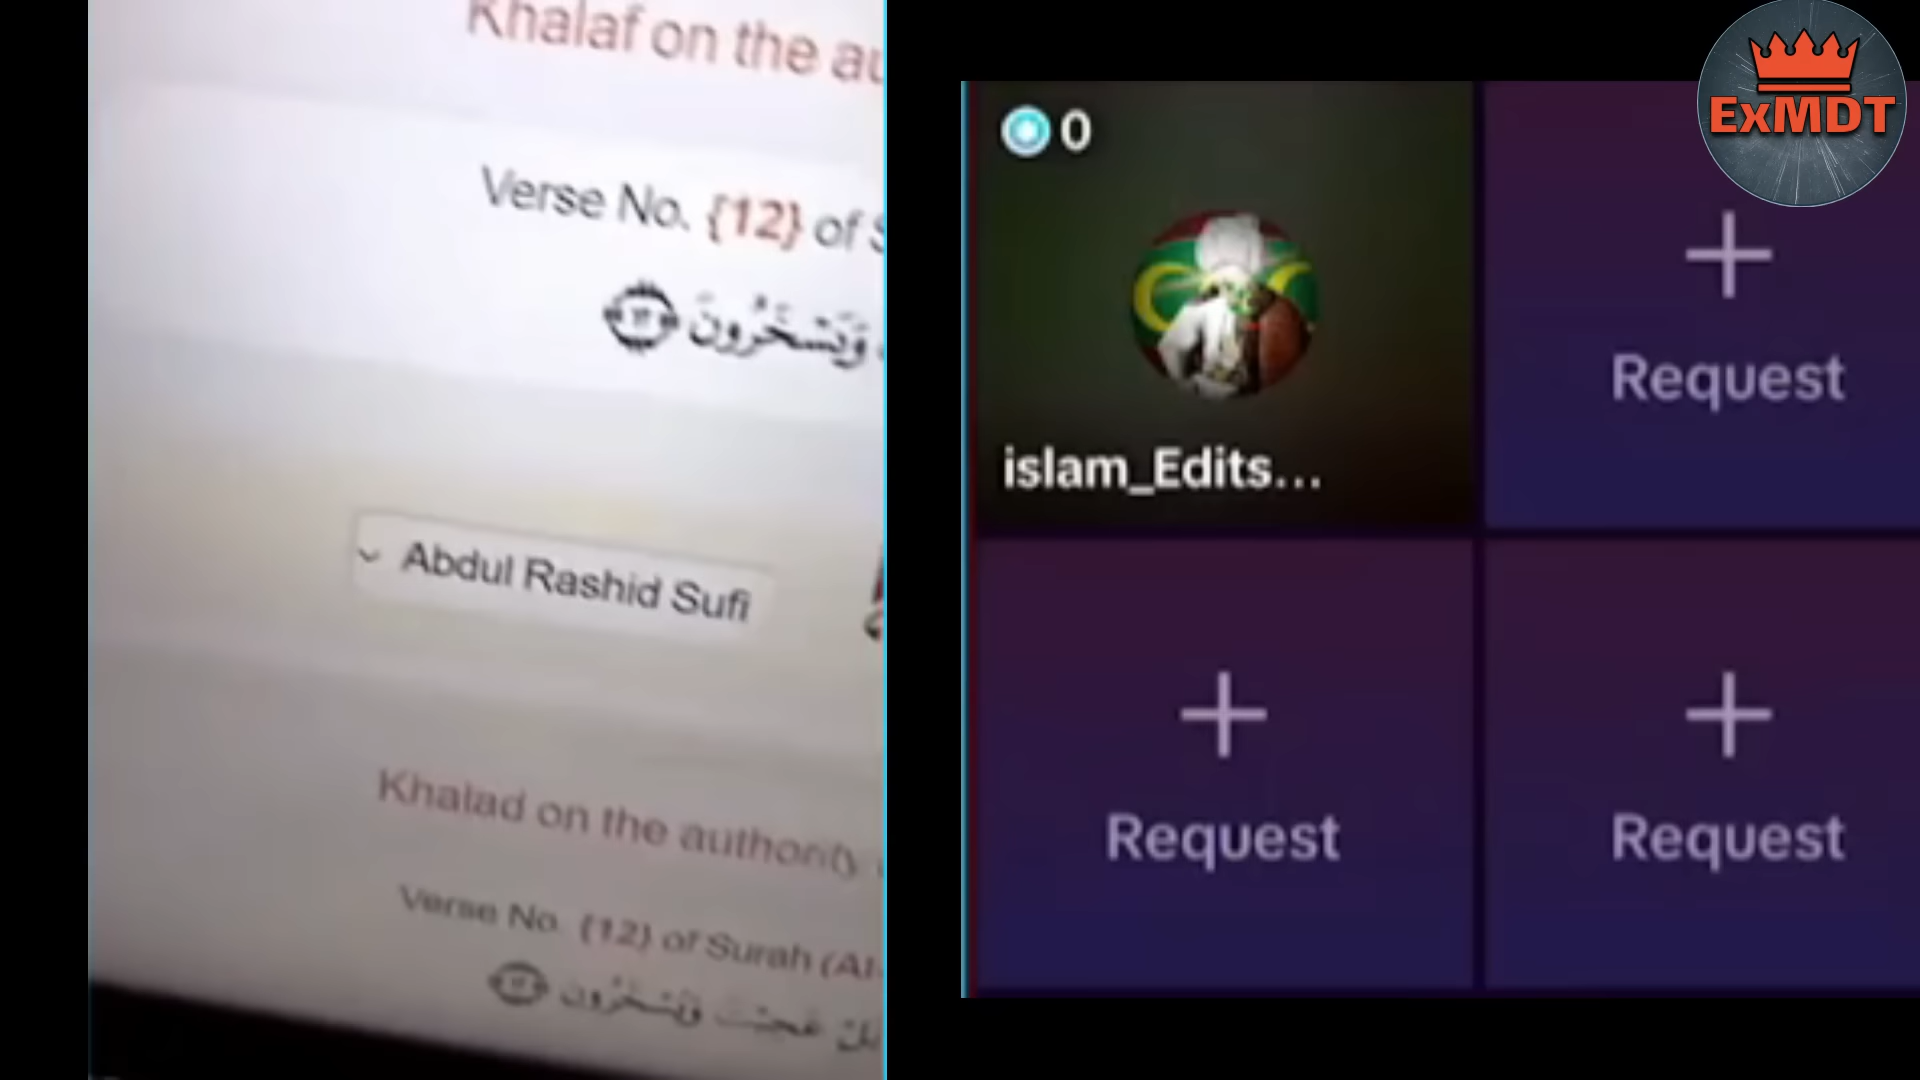 Khalaf on the au
Verse No. {12} of S
وَيَسْخَرُونَ ١٢
Abdul Rashid Sufi
Khalad on the authority
Verse No. {12} of Surah (Al-
بَلْ عَجِبْتَ وَيَسْخَرُونَ ١٢
0
islam_Edits...
+
Request
+
Request
+
Request
ExMDT